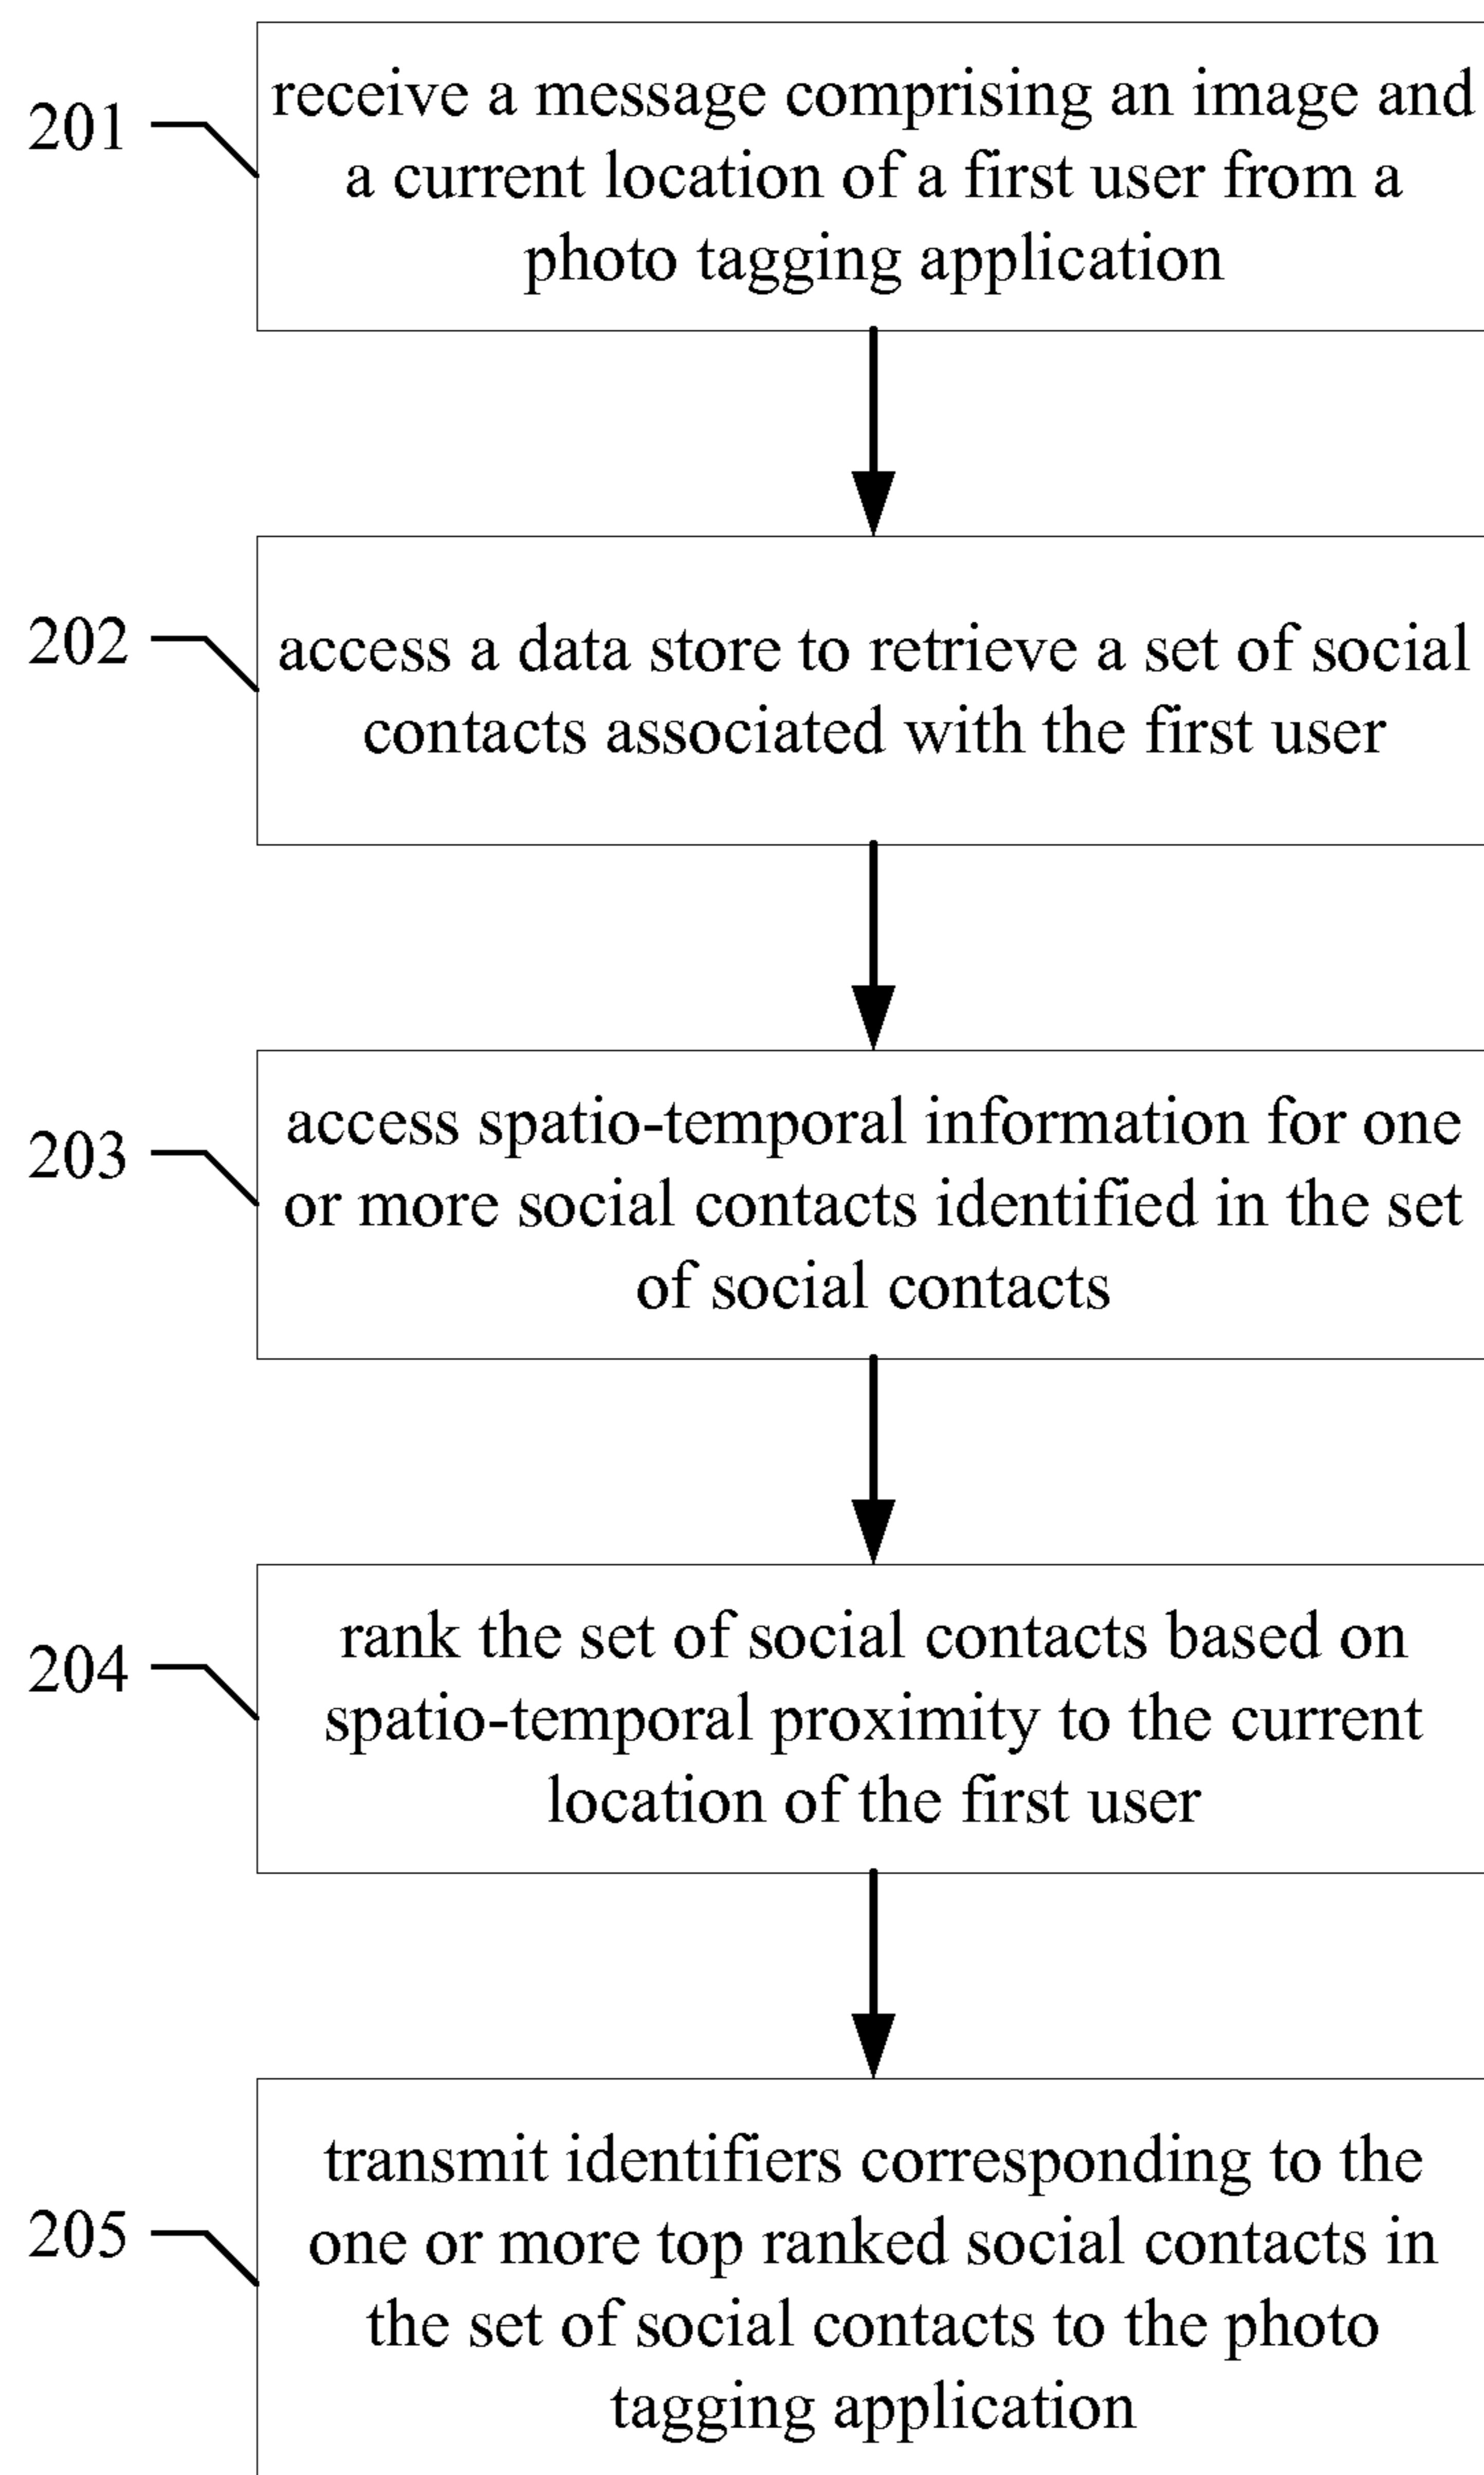 201
receive a message comprising an image and
a current location of a first user from a
photo tagging application
202
access a data store to retrieve a set of social
contacts associated with the first user
203
access spatio-temporal information for one
or more social contacts identified in the set
of social contacts
204
rank the set of social contacts based on
spatio-temporal proximity to the current
location of the first user
205
transmit identifiers corresponding to the
one or more top ranked social contacts in
the set of social contacts to the photo
tagging application